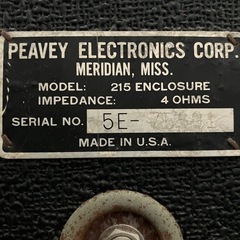 PEAVEY ELECTRONICS CORP.
MERIDIAN, MISS.
MODEL: 215 ENCLOSURE
IMPEDANCE: 4 OHMS
SERIAL NO. 5E-
MADE IN U.S.A.